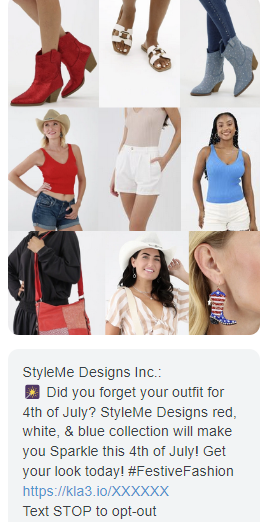 StyleMe Designs Inc.:
🎆 Did you forget your outfit for
4th of July? StyleMe Designs red,
white, & blue collection will make
you Sparkle this 4th of July! Get
your look today! #FestiveFashion
https://kla3.io/XXXXXX
Text STOP to opt-out